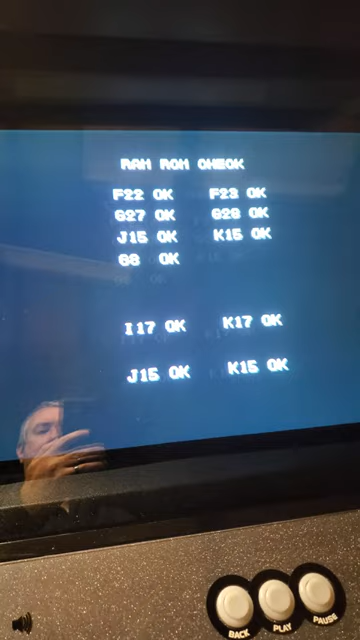 RAM ROM CHECK
F22 OK F23 OK
G27 OK G28 OK
J15 OK K15 OK
G8 OK
I17 OK K17 OK
J15 OK K15 OK
BACK PLAY PAUSE